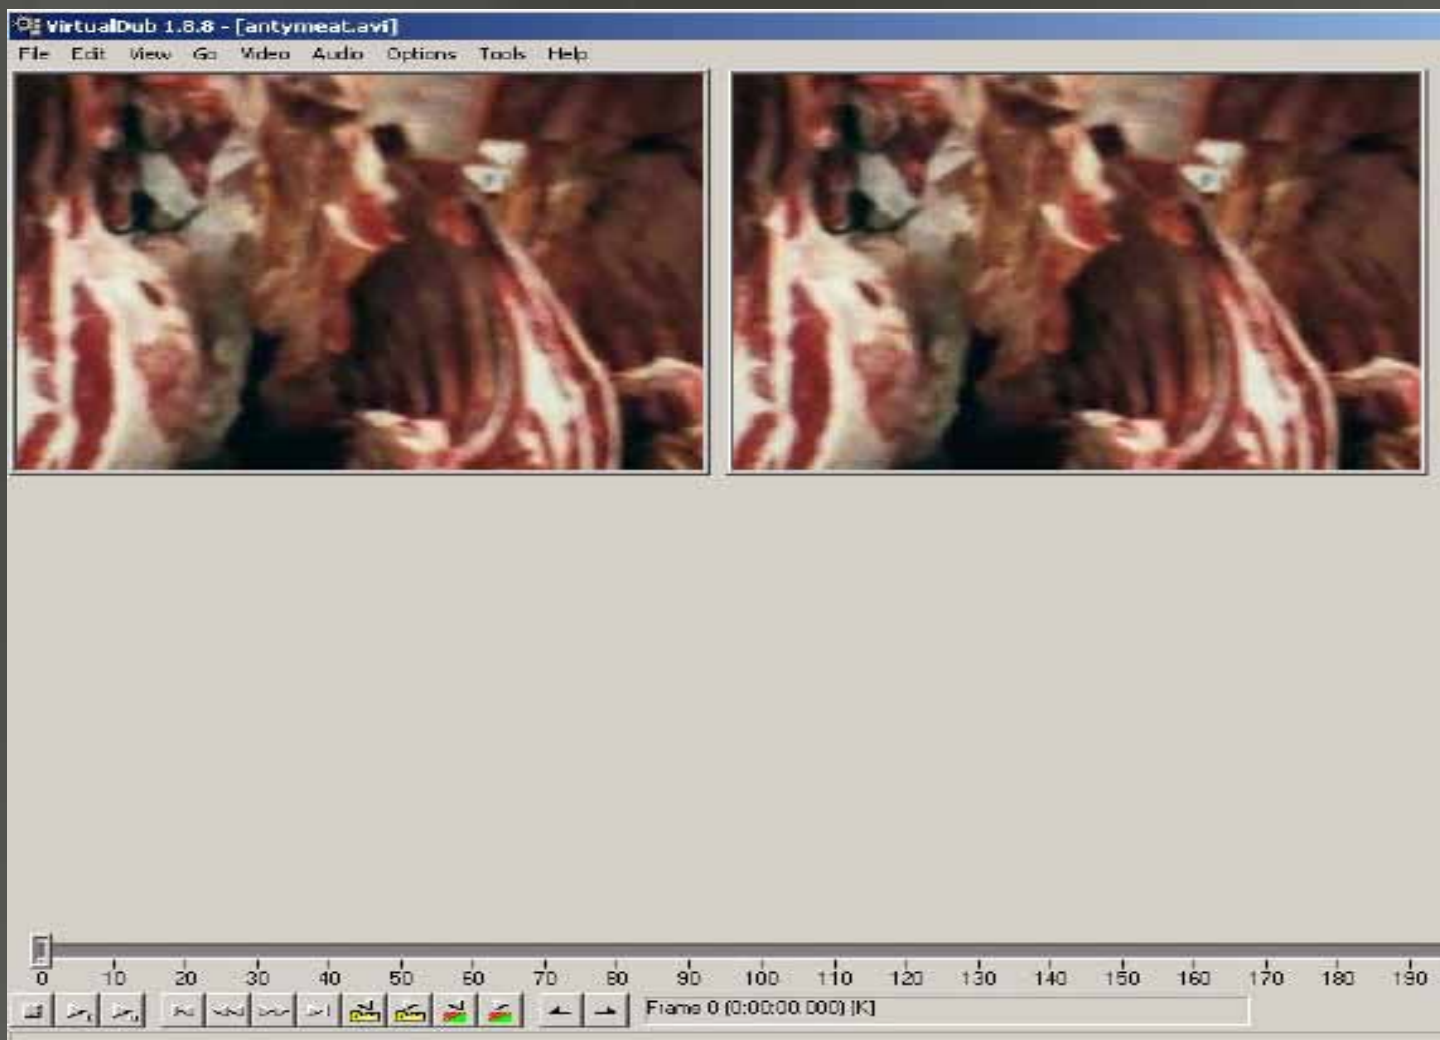 VirtualDub 1.8.8 - [antymeat.avi]
File Edit View Go Video Audio Options Tools Help
0 10 20 30 40 50 60 70 80 90 100 110 120 130 140 150 160 170 180 190
Frame 0 (0:00:00.000) [K]